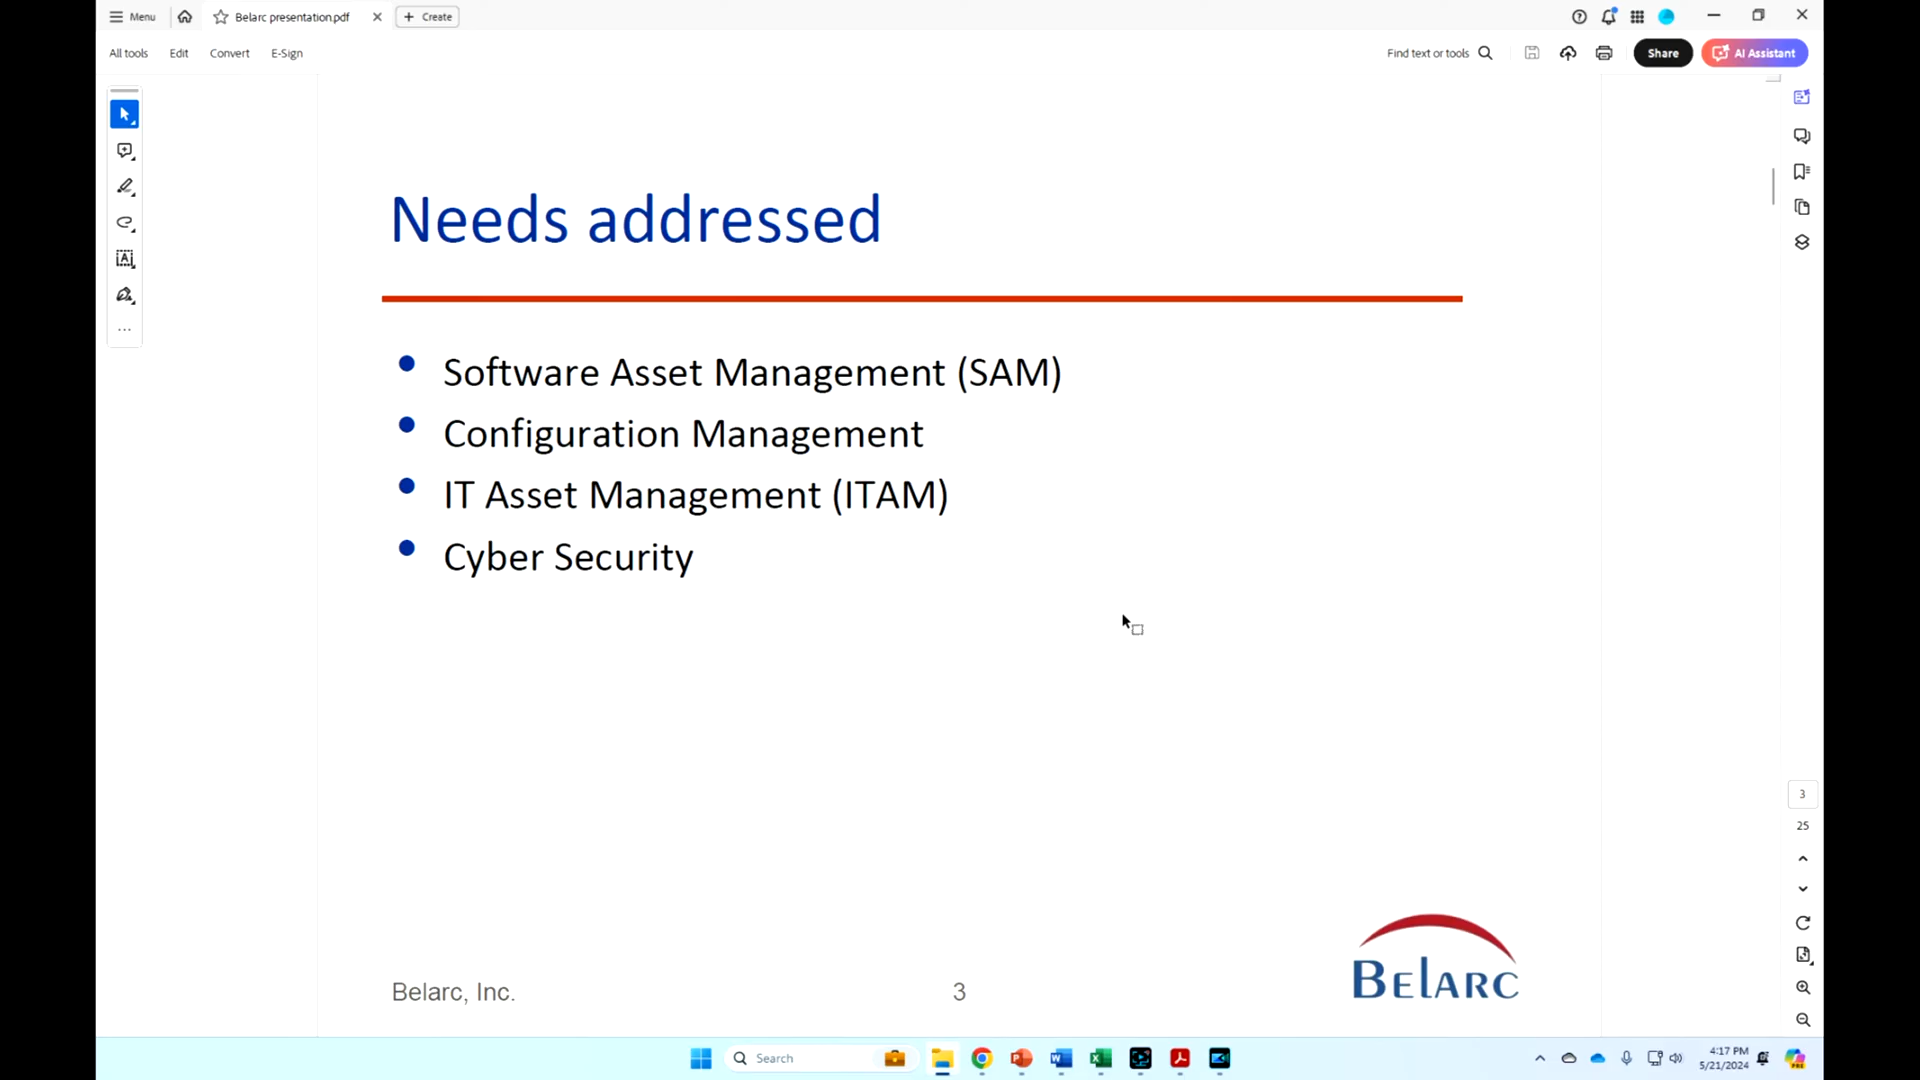 Menu
Belarc presentation.pdf
Create
All tools
Edit
Convert
E-Sign
Find text or tools
Share
AI Assistant
Needs addressed
• Software Asset Management (SAM)
• Configuration Management
• IT Asset Management (ITAM)
• Cyber Security
3
25
BELARC
Belarc, Inc.
3
Search
4:17 PM
5/21/2024